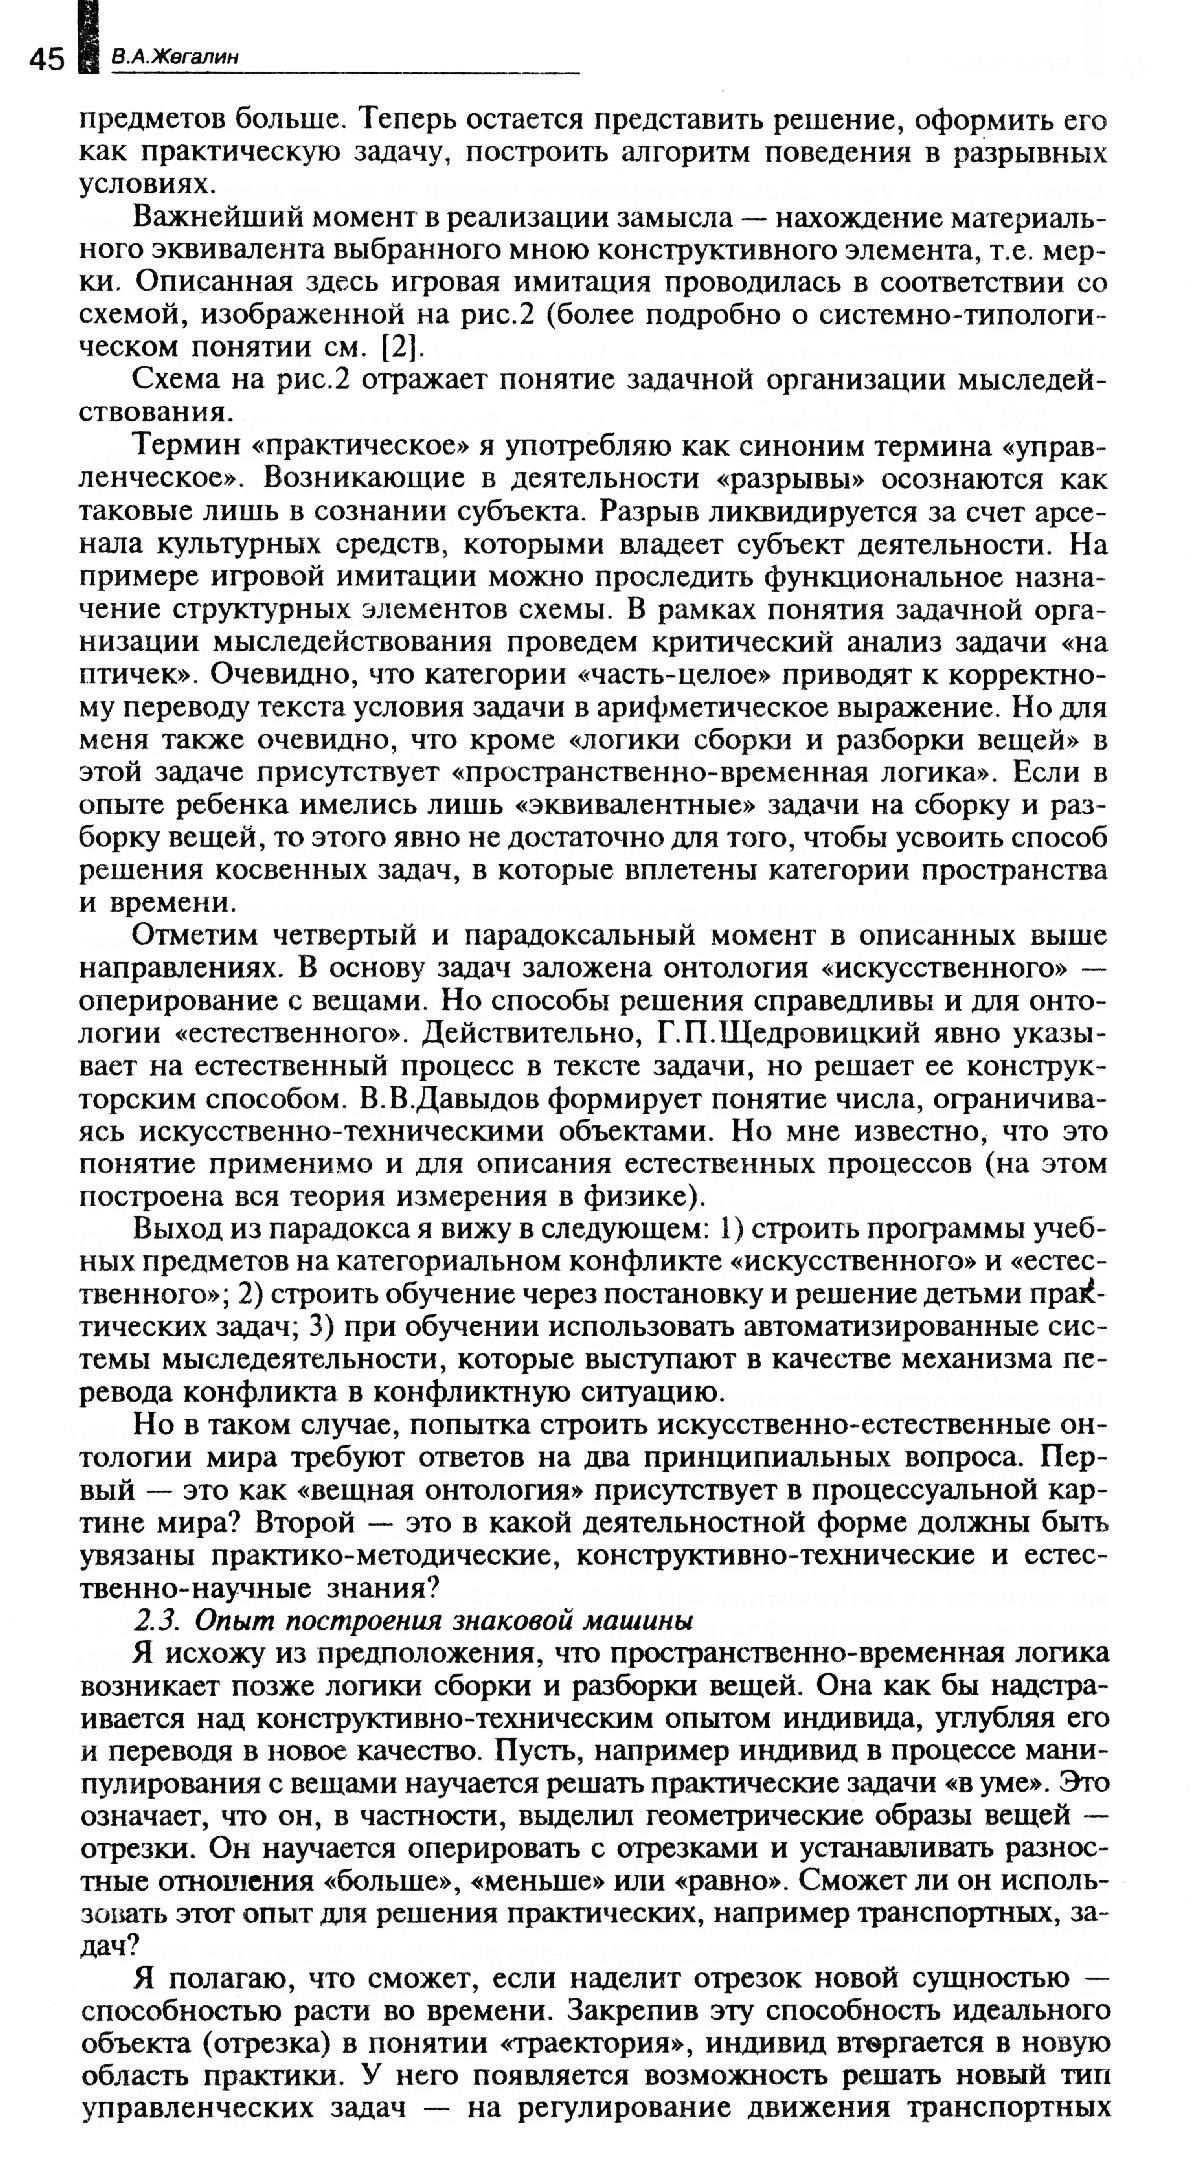 45 В.А.Жегалин
предметов больше. Теперь остается представить решение, оформить его
как практическую задачу, построить алгоритм поведения в разрывных
условиях.
Важнейший момент в реализации замысла — нахождение материаль-
ного эквивалента выбранного мною конструктивного элемента, т.е. мер-
ки. Описанная здесь игровая имитация проводилась в соответствии со
схемой, изображенной на рис.2 (более подробно о системно-типологи-
ческом понятии см. [2].
Схема на рис.2 отражает понятие задачной организации мыследей-
ствования.
Термин «практическое» я употребляю как синоним термина «управ-
ленческое». Возникающие в деятельности «разрывы» осознаются как
таковые лишь в сознании субъекта. Разрыв ликвидируется за счет арсе-
нала культурных средств, которыми владеет субъект деятельности. На
примере игровой имитации можно проследить функциональное назна-
чение структурных элементов схемы. В рамках понятия задачной орга-
низации мыследействования проведем критический анализ задачи «на
птичек». Очевидно, что категории «часть-целое» приводят к корректно-
му переводу текста условия задачи в арифметическое выражение. Но для
меня также очевидно, что кроме «логики сборки и разборки вещей» в
этой задаче присутствует «пространственно-временная логика». Если в
опыте ребенка имелись лишь «эквивалентные» задачи на сборку и раз-
борку вещей, то этого явно не достаточно для того, чтобы усвоить способ
решения косвенных задач, в которые вплетены категории пространства
и времени.
Отметим четвертый и парадоксальный момент в описанных выше
направлениях. В основу задач заложена онтология «искусственного» —
оперирование с вещами. Но способы решения справедливы и для онто-
логии «естественного». Действительно, Г.П.Щедровицкий явно указы-
вает на естественный процесс в тексте задачи, но решает ее конструк-
торским способом. В.В.Давыдов формирует понятие числа, ограничива-
ясь искусственно-техническими объектами. Но мне известно, что это
понятие применимо и для описания естественных процессов (на этом
построена вся теория измерения в физике).
Выход из парадокса я вижу в следующем: 1) строить программы учеб-
ных предметов на категориальном конфликте «искусственного» и «естес-
твенного»; 2) строить обучение через постановку и решение детьми прак-
тических задач; 3) при обучении использовать автоматизированные сис-
темы мыследеятельности, которые выступают в качестве механизма пе-
ревода конфликта в конфликтную ситуацию.
Но в таком случае, попытка строить искусственно-естественные он-
тологии мира требуют ответов на два принципиальных вопроса. Пер-
вый — это как «вещная онтология» присутствует в процессуальной кар-
тине мира? Второй — это в какой деятельностной форме должны быть
увязаны практико-методические, конструктивно-технические и естес-
твенно-научные знания?
2.3. Опыт построения знаковой машины
Я исхожу из предположения, что пространственно-временная логика
возникает позже логики сборки и разборки вещей. Она как бы надстра-
ивается над конструктивно-техническим опытом индивида, углубляя его
и переводя в новое качество. Пусть, например индивид в процессе мани-
пулирования с вещами научается решать практические задачи «в уме». Это
означает, что он, в частности, выделил геометрические образы вещей —
отрезки. Он научается оперировать с отрезками и устанавливать разнос-
тные отношения «больше», «меньше» или «равно». Сможет ли он исполь-
зовать этот опыт для решения практических, например транспортных, за-
дач?
Я полагаю, что сможет, если наделит отрезок новой сущностью —
способностью расти во времени. Закрепив эту способность идеального
объекта (отрезка) в понятии «траектория», индивид вторгается в новую
область практики. У него появляется возможность решать новый тип
управленческих задач — на регулирование движения транспортных